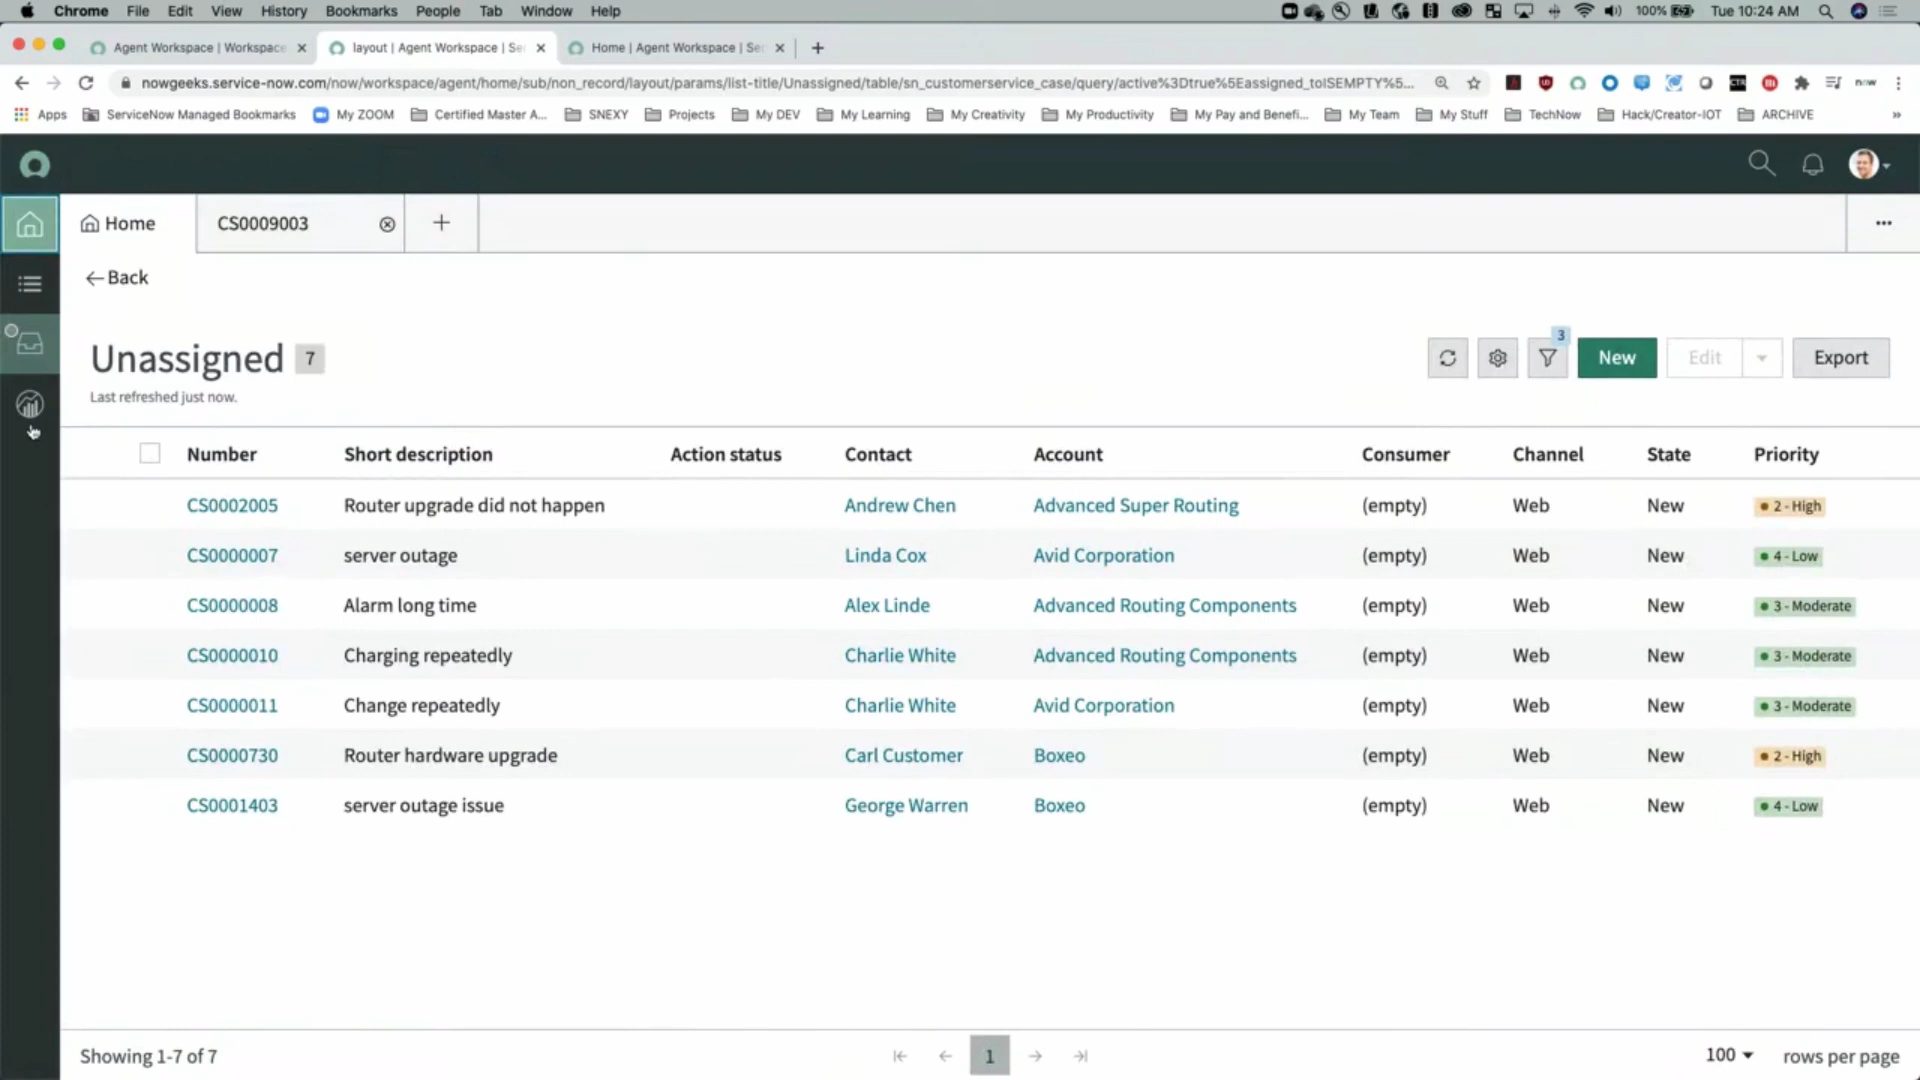 Chrome File Edit View History Bookmarks People Tab Window Help 100% Tue 10:24 AM
Agent Workspace | Workspace layout | Agent Workspace | Se Home | Agent Workspace | Se
nowgeeks.service-now.com/now/workspace/agent/home/sub/non_record/layout/params/list-title/Unassigned/table/sn_customerservice_case/query/active%3Dtrue%5Eassigned_toISEMPTY%5... CTR now
Apps ServiceNow Managed Bookmarks My ZOOM Certified Master A... SNEXY Projects My DEV My Learning My Creativity My Productivity My Pay and Benefi... My Team My Stuff TechNow Hack/Creator-IOT ARCHIVE »
Home CS0009003 + ...
Back
Unassigned 7 3 New Edit Export
Last refreshed just now.
Number Short description Action status Contact Account Consumer Channel State Priority
CS0002005 Router upgrade did not happen Andrew Chen Advanced Super Routing (empty) Web New 2 - High
CS0000007 server outage Linda Cox Avid Corporation (empty) Web New 4 - Low
CS0000008 Alarm long time Alex Linde Advanced Routing Components (empty) Web New 3 - Moderate
CS0000010 Charging repeatedly Charlie White Advanced Routing Components (empty) Web New 3 - Moderate
CS0000011 Change repeatedly Charlie White Avid Corporation (empty) Web New 3 - Moderate
CS0000730 Router hardware upgrade Carl Customer Boxeo (empty) Web New 2 - High
CS0001403 server outage issue George Warren Boxeo (empty) Web New 4 - Low
Showing 1-7 of 7 1 100 rows per page